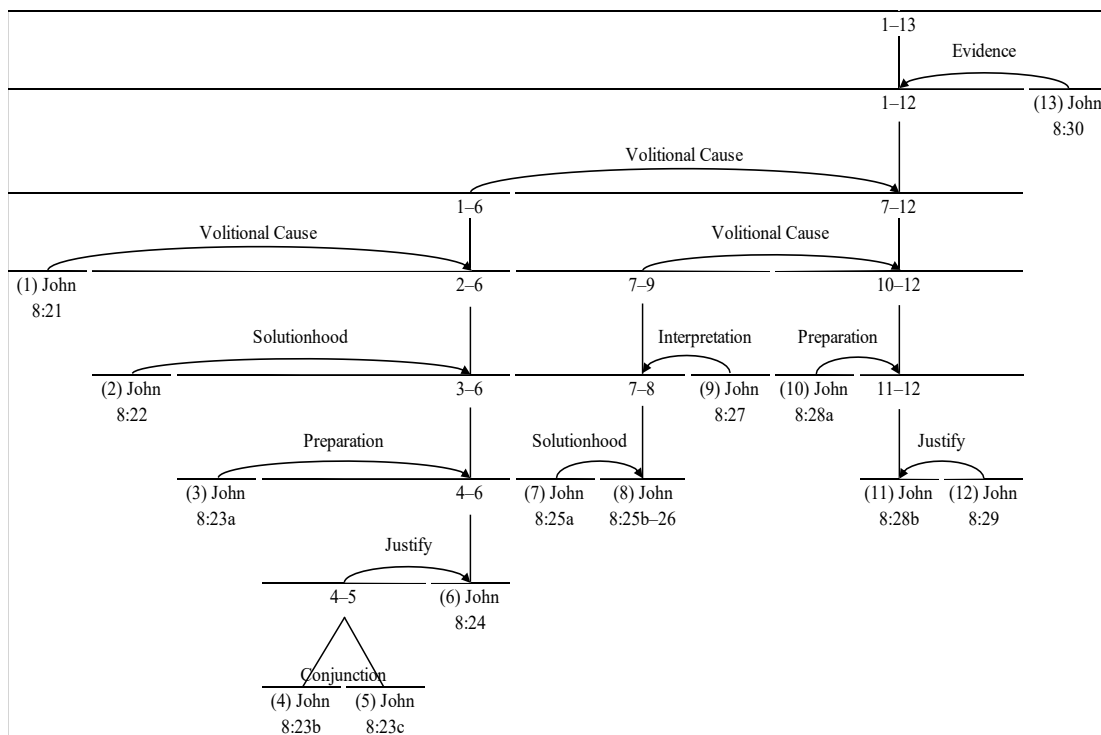 1–13
Evidence
1–12
(13) John
8:30
Volitional Cause
1–6
7–12
Volitional Cause
Volitional Cause
(1) John
8:21
2–6
7–9
10–12
Solutionhood
Interpretation
Preparation
(2) John
8:22
3–6
7–8
(9) John
8:27
(10) John
8:28a
11–12
Preparation
Solutionhood
Justify
(3) John
8:23a
4–6
(7) John
8:25a
(8) John
8:25b–26
(11) John
8:28b
(12) John
8:29
Justify
4–5
(6) John
8:24
Conjunction
(4) John
8:23b
(5) John
8:23c